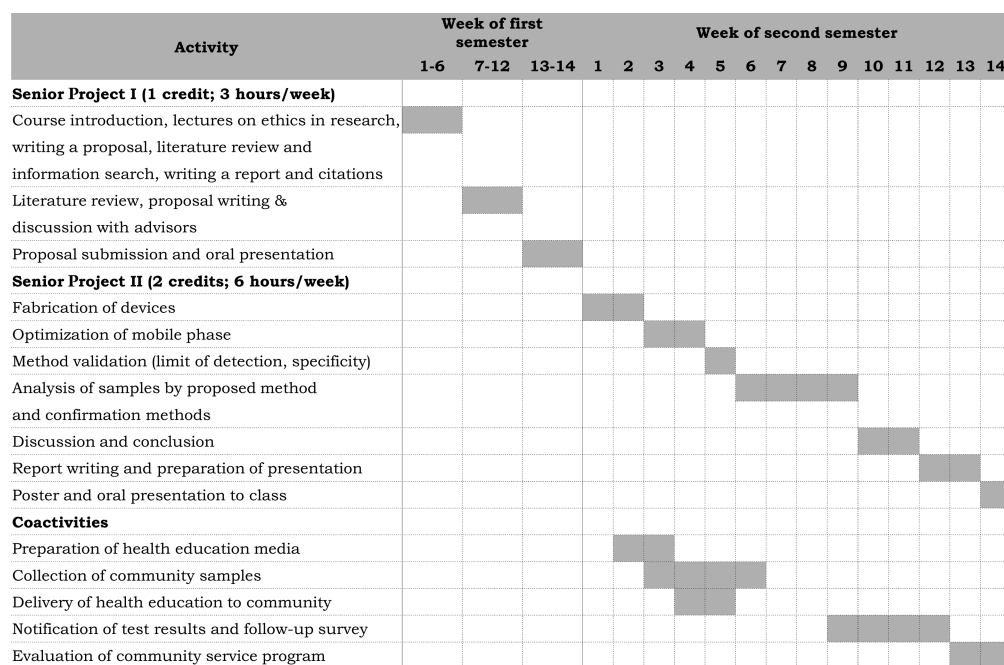 Activity
Week of first
semester
Week of second semester
1-6 7-12 13-14 1 2 3 4 5 6 7 8 9 10 11 12 13 14
Senior Project I (1 credit; 3 hours/week)
Course introduction, lectures on ethics in research,
writing a proposal, literature review and
information search, writing a report and citations
Literature review, proposal writing &
discussion with advisors
Proposal submission and oral presentation
Senior Project II (2 credits; 6 hours/week)
Fabrication of devices
Optimization of mobile phase
Method validation (limit of detection, specificity)
Analysis of samples by proposed method
and confirmation methods
Discussion and conclusion
Report writing and preparation of presentation
Poster and oral presentation to class
Coactivities
Preparation of health education media
Collection of community samples
Delivery of health education to community
Notification of test results and follow-up survey
Evaluation of community service program